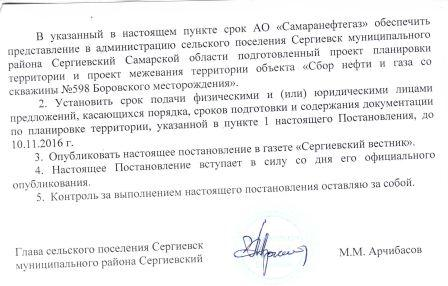 В указанный в настоящем пункте срок АО «Самаранефтегаз» обеспечить
представление в администрацию сельского поселения Сергиевск муниципального
района Сергиевский Самарской области подготовленный проект планировки
территории и проект межевания территории объекта «Сбор нефти и газа со
скважины №598 Боровского месторождения».
2. Установить срок подачи физическими и (или) юридическими лицами
предложений, касающихся порядка, сроков подготовки и содержания документации
по планировке территории, указанной в пункте 1 настоящего Постановления, до
10.11.2016 г.
3. Опубликовать настоящее постановление в газете «Сергиевский вестник».
4. Настоящее Постановление вступает в силу со дня его официального
опубликования.
5. Контроль за выполнением настоящего постановления оставляю за собой.
Глава сельского поселения Сергиевск
муниципального района Сергиевский
М.М. Арчибасов